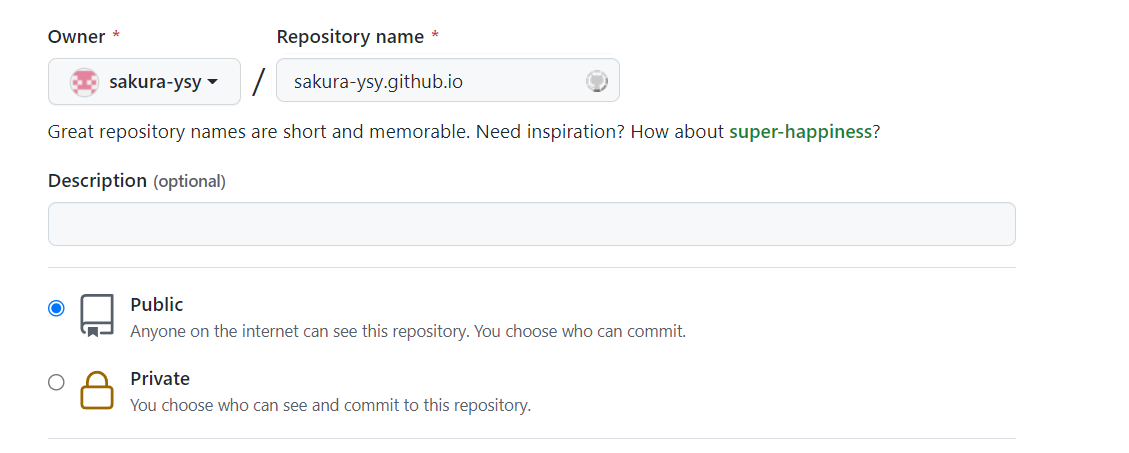 Owner * Repository name *
sakura-ysy / sakura-ysy.github.io
Great repository names are short and memorable. Need inspiration? How about super-happiness?
Description (optional)
Public
Anyone on the internet can see this repository. You choose who can commit.
Private
You choose who can see and commit to this repository.